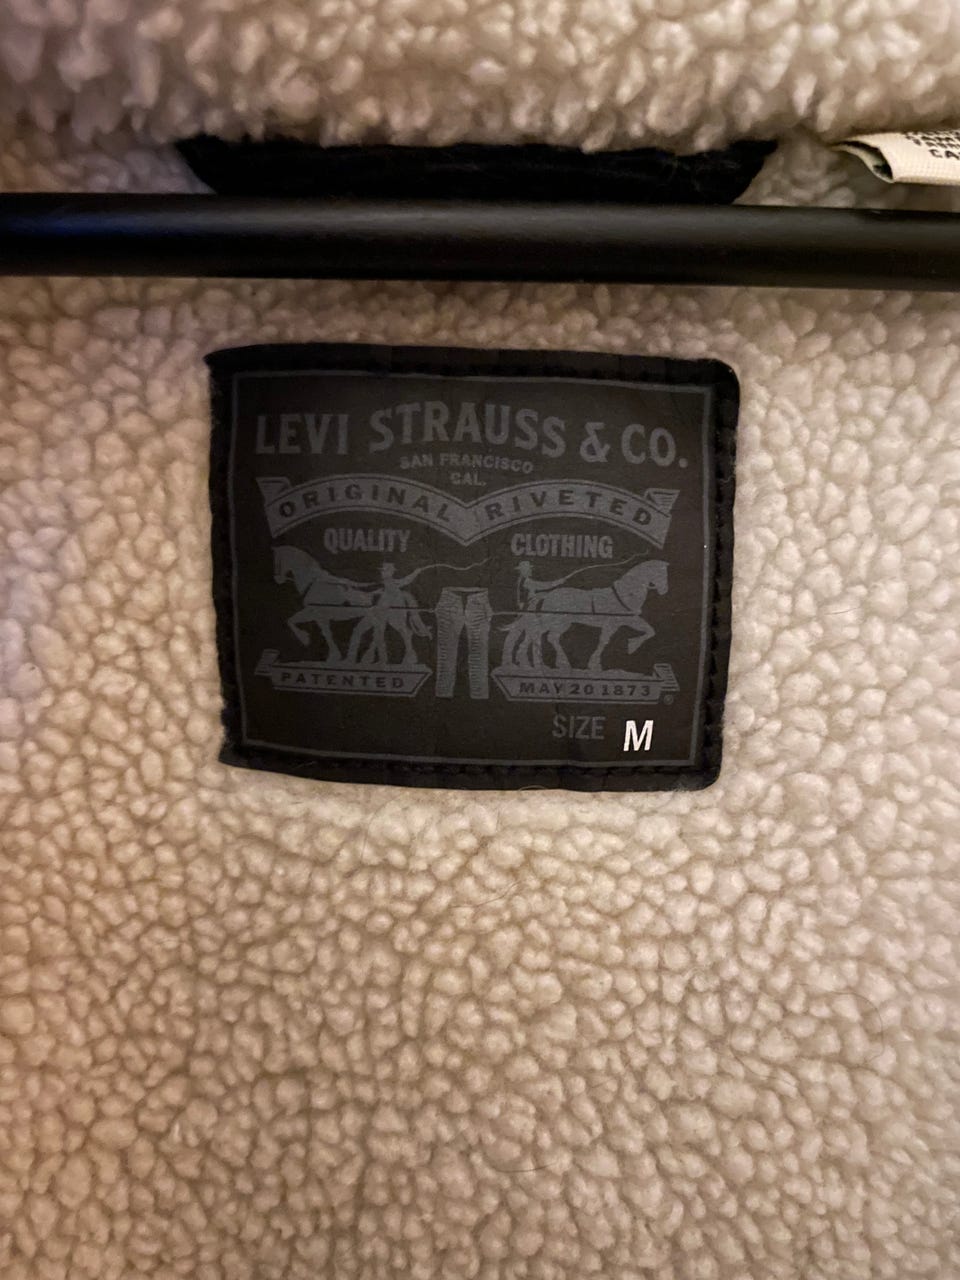 LEVI STRAUSS & CO.
SAN FRANCISCO
CAL.
ORIGINAL RIVETED
QUALITY CLOTHING
PATENTED MAY 20 1873
®
SIZE M